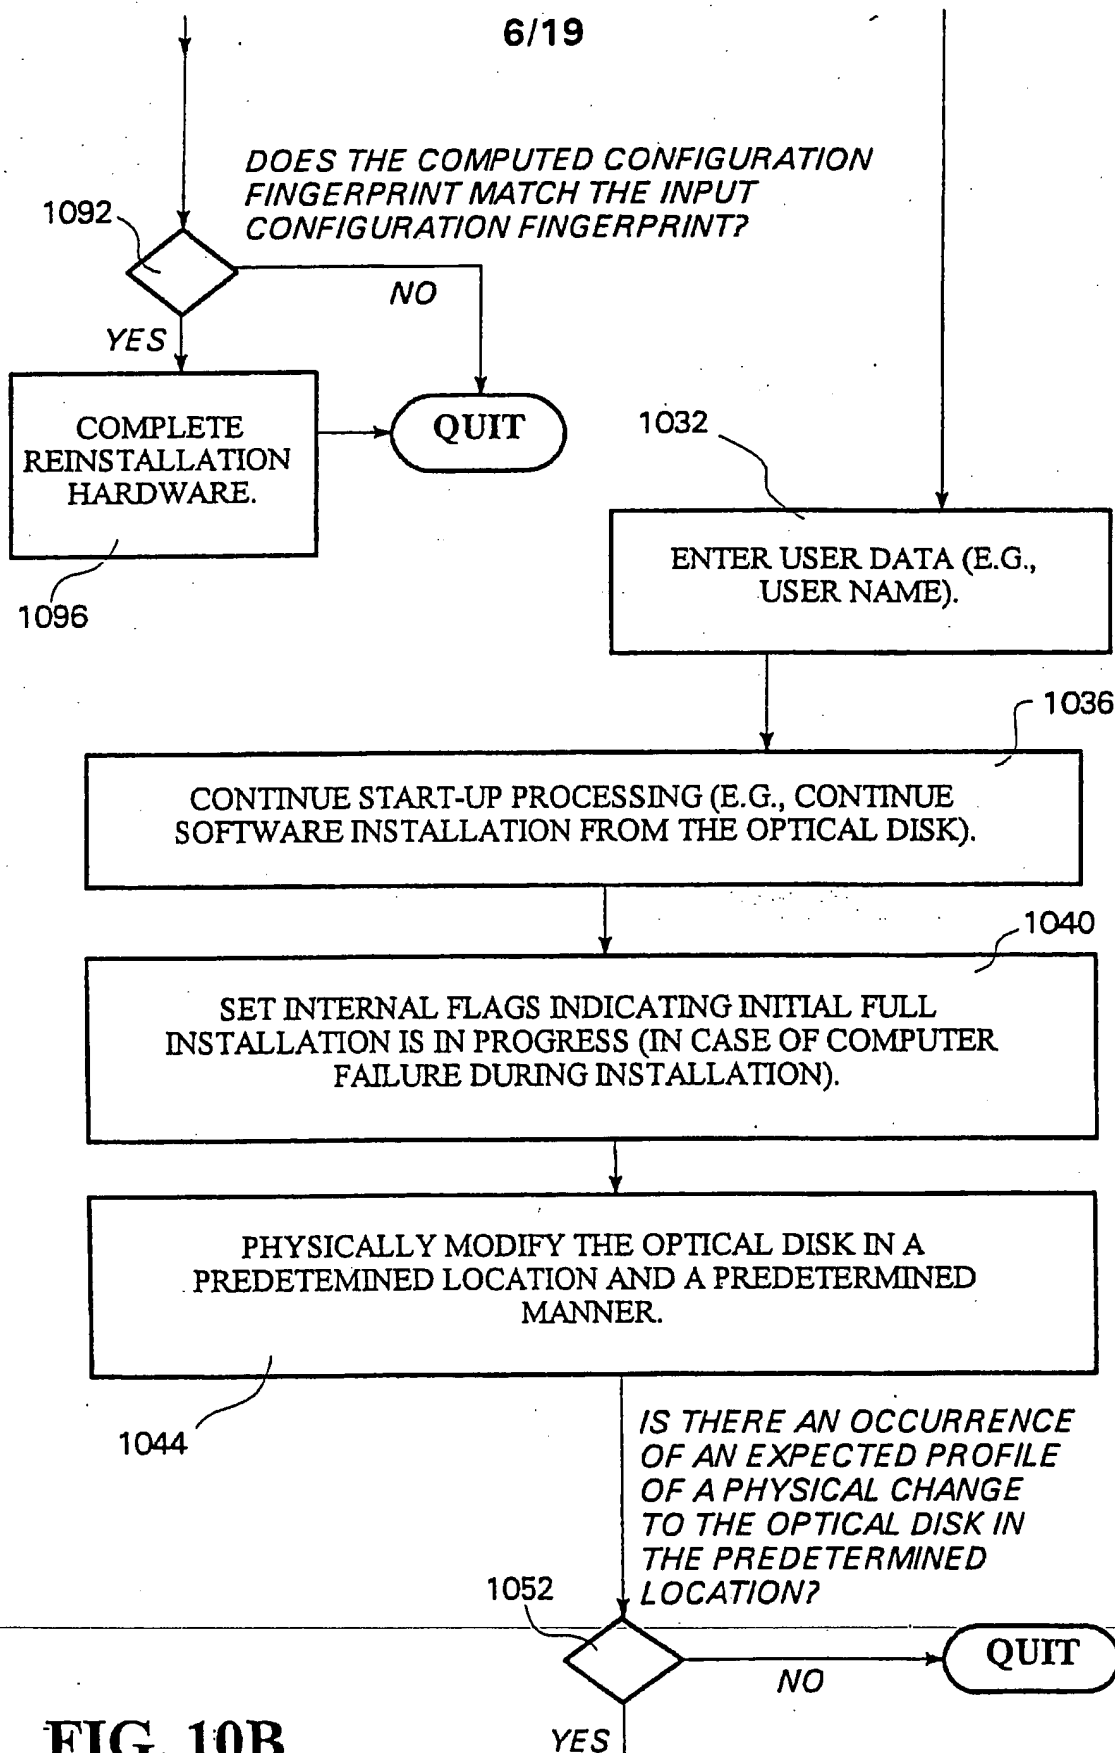 6/19
DOES THE COMPUTED CONFIGURATION
FINGERPRINT MATCH THE INPUT
CONFIGURATION FINGERPRINT?
1092
NO
YES
COMPLETE
REINSTALLATION
HARDWARE.
QUIT
1096
1032
ENTER USER DATA (E.G.,
USER NAME).
1036
CONTINUE START-UP PROCESSING (E.G., CONTINUE
SOFTWARE INSTALLATION FROM THE OPTICAL DISK).
1040
SET INTERNAL FLAGS INDICATING INITIAL FULL
INSTALLATION IS IN PROGRESS (IN CASE OF COMPUTER
FAILURE DURING INSTALLATION).
PHYSICALLY MODIFY THE OPTICAL DISK IN A
PREDETEMINED LOCATION AND A PREDETERMINED
MANNER.
1044
IS THERE AN OCCURRENCE
OF AN EXPECTED PROFILE
OF A PHYSICAL CHANGE
TO THE OPTICAL DISK IN
THE PREDETERMINED
LOCATION?
1052
NO
QUIT
YES
FIG. 10B